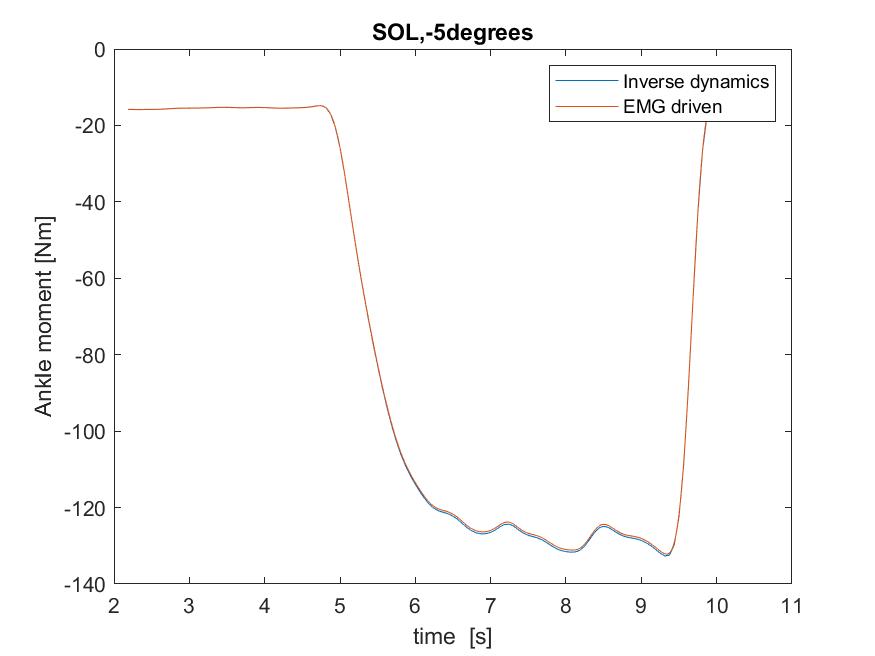 SOL,-5degrees
Inverse dynamics
EMG driven
0
-20
-40
-60
-80
-100
-120
-140
Ankle moment [Nm]
2 3 4 5 6 7 8 9 10 11
time [s]